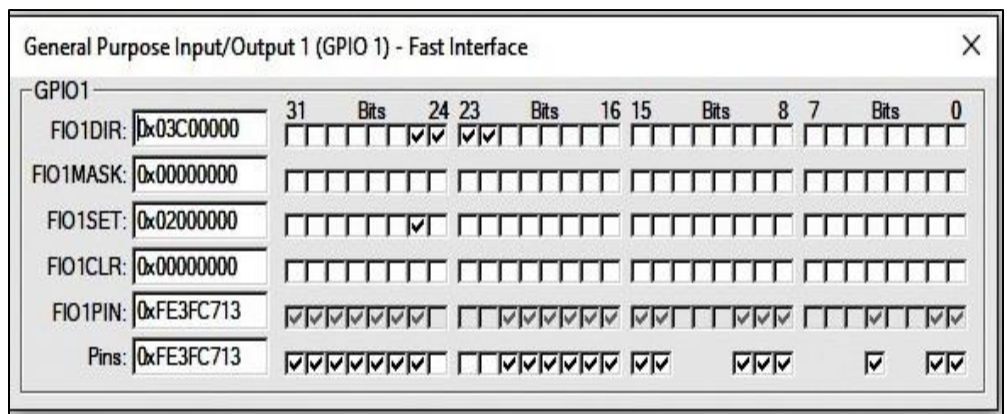 General Purpose Input/Output 1 (GPIO 1) - Fast Interface
GPIO1
31 Bits 24 23 Bits 16 15 Bits 8 7 Bits 0
FIO1DIR: 0x03C00000
FIO1MASK: 0x00000000
FIO1SET: 0x02000000
FIO1CLR: 0x00000000
FIO1PIN: 0xFE3FC713
Pins: 0xFE3FC713